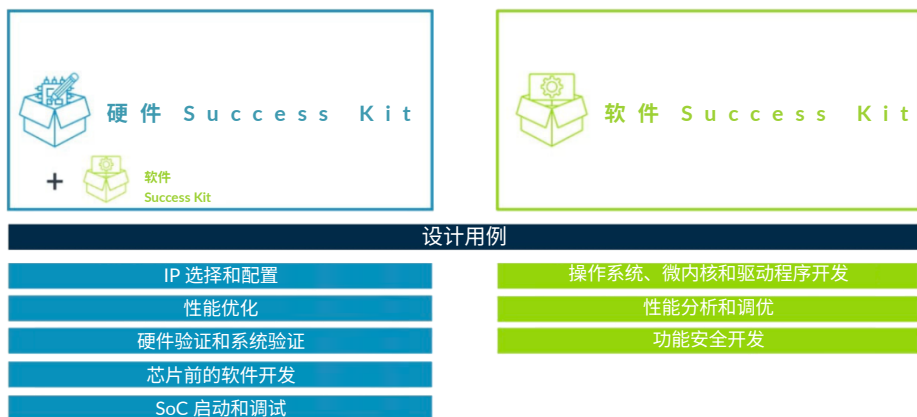 硬件 Success Kit
+
软件
Success Kit
软件 Success Kit
设计用例
IP 选择和配置
性能优化
硬件验证和系统验证
芯片前的软件开发
SoC 启动和调试
操作系统、微内核和驱动程序开发
性能分析和调优
功能安全开发